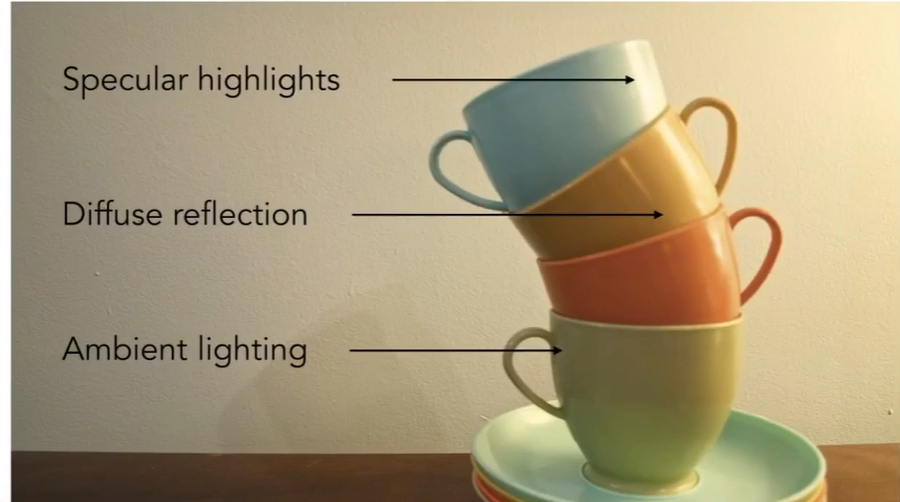 Specular highlights
Diffuse reflection
Ambient lighting